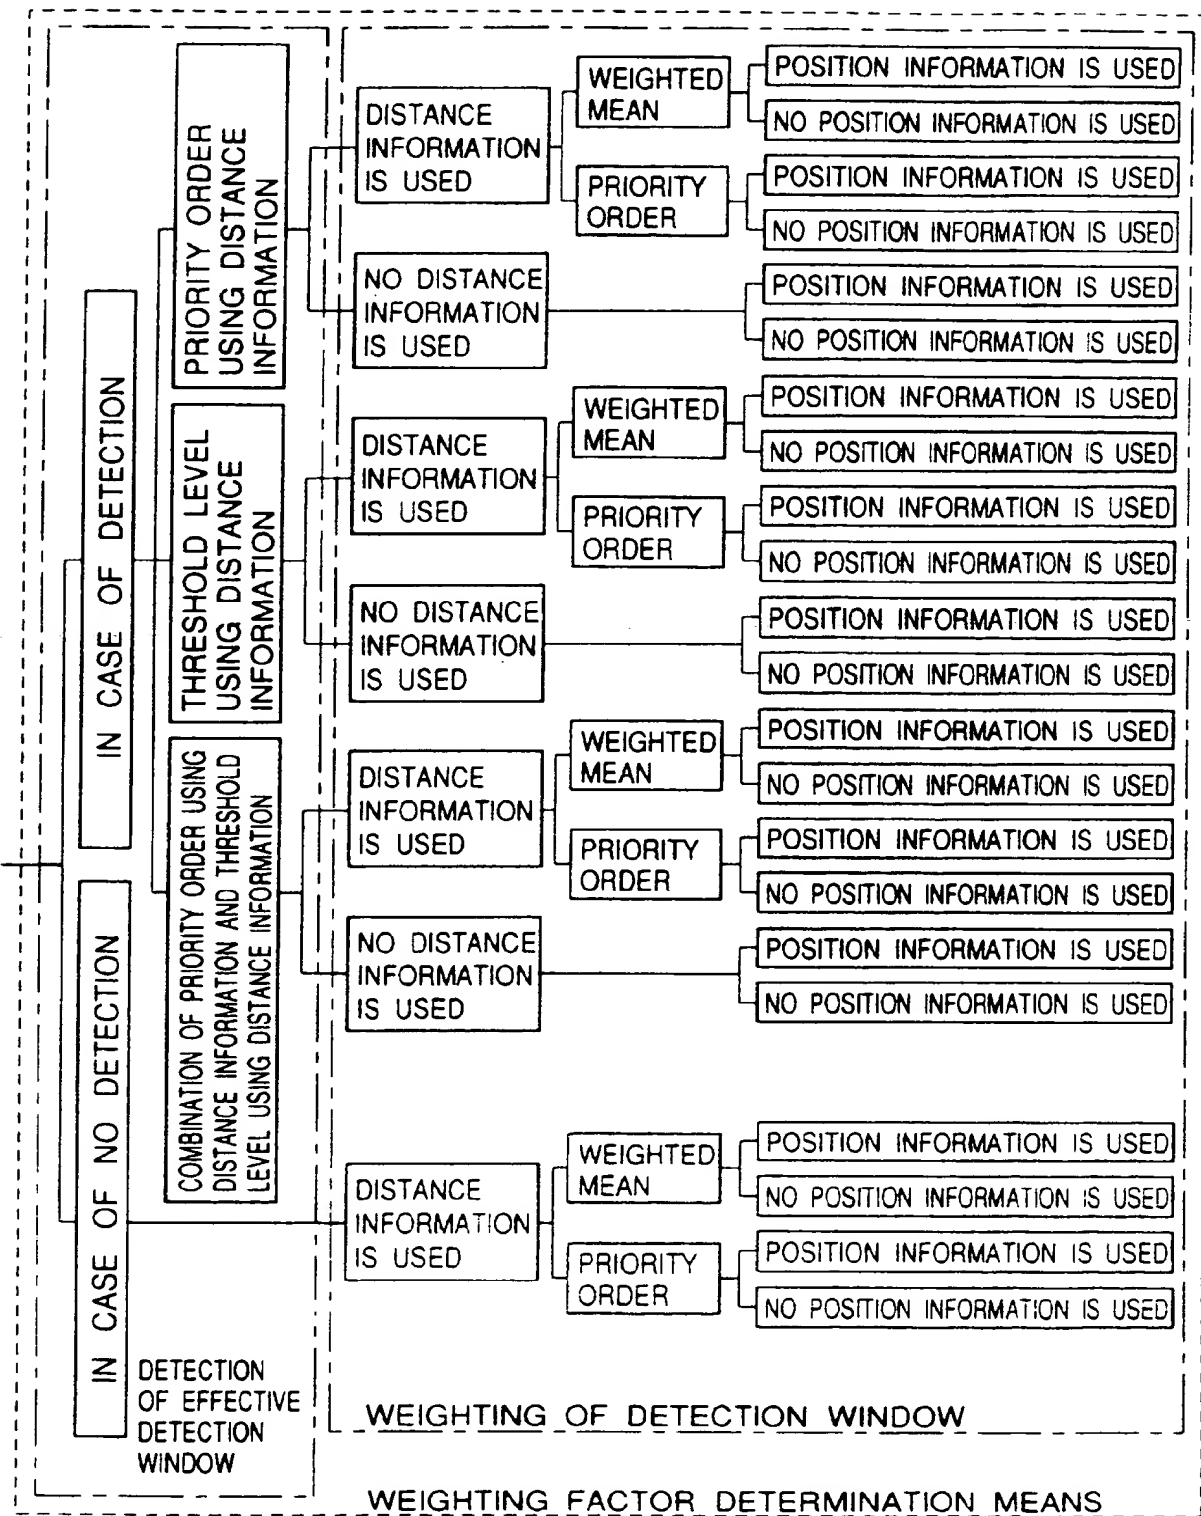 IN CASE OF DETECTION
PRIORITY ORDER
USING DISTANCE
INFORMATION
DISTANCE
INFORMATION
IS USED
WEIGHTED
MEAN
POSITION INFORMATION IS USED
NO POSITION INFORMATION IS USED
PRIORITY
ORDER
POSITION INFORMATION IS USED
NO POSITION INFORMATION IS USED
NO DISTANCE
INFORMATION
IS USED
POSITION INFORMATION IS USED
NO POSITION INFORMATION IS USED
THRESHOLD LEVEL
USING DISTANCE
INFORMATION
DISTANCE
INFORMATION
IS USED
WEIGHTED
MEAN
POSITION INFORMATION IS USED
NO POSITION INFORMATION IS USED
PRIORITY
ORDER
POSITION INFORMATION IS USED
NO POSITION INFORMATION IS USED
NO DISTANCE
INFORMATION
IS USED
POSITION INFORMATION IS USED
NO POSITION INFORMATION IS USED
COMBINATION OF PRIORITY ORDER USING
DISTANCE INFORMATION AND THRESHOLD
LEVEL USING DISTANCE INFORMATION
DISTANCE
INFORMATION
IS USED
WEIGHTED
MEAN
POSITION INFORMATION IS USED
NO POSITION INFORMATION IS USED
PRIORITY
ORDER
POSITION INFORMATION IS USED
NO POSITION INFORMATION IS USED
NO DISTANCE
INFORMATION
IS USED
POSITION INFORMATION IS USED
NO POSITION INFORMATION IS USED
IN CASE OF NO DETECTION
DISTANCE
INFORMATION
IS USED
WEIGHTED
MEAN
POSITION INFORMATION IS USED
NO POSITION INFORMATION IS USED
PRIORITY
ORDER
POSITION INFORMATION IS USED
NO POSITION INFORMATION IS USED
DETECTION
OF EFFECTIVE
DETECTION
WINDOW
WEIGHTING OF DETECTION WINDOW
WEIGHTING FACTOR DETERMINATION MEANS